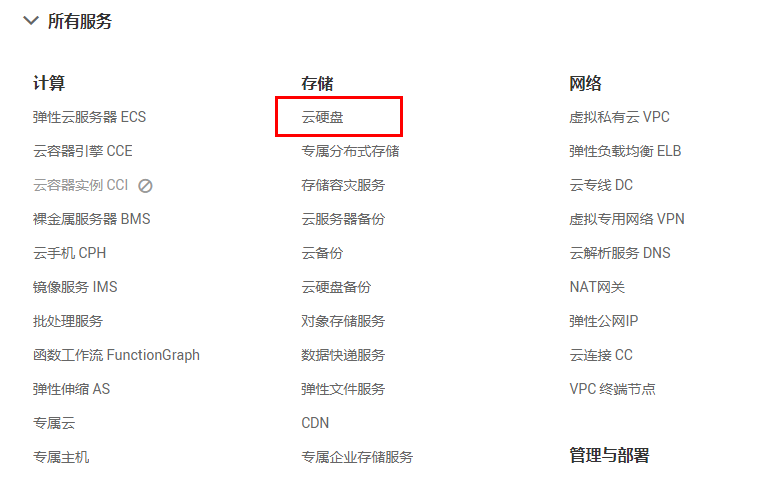 所有服务
计算
弹性云服务器 ECS
云容器引擎 CCE
云容器实例 CCI
裸金属服务器 BMS
云手机 CPH
镜像服务 IMS
批处理服务
函数工作流 FunctionGraph
弹性伸缩 AS
专属云
专属主机
存储
云硬盘
专属分布式存储
存储容灾服务
云服务器备份
云备份
云硬盘备份
对象存储服务
数据快递服务
弹性文件服务
CDN
专属企业存储服务
网络
虚拟私有云 VPC
弹性负载均衡 ELB
云专线 DC
虚拟专用网络 VPN
云解析服务 DNS
NAT网关
弹性公网IP
云连接 CC
VPC 终端节点
管理与部署